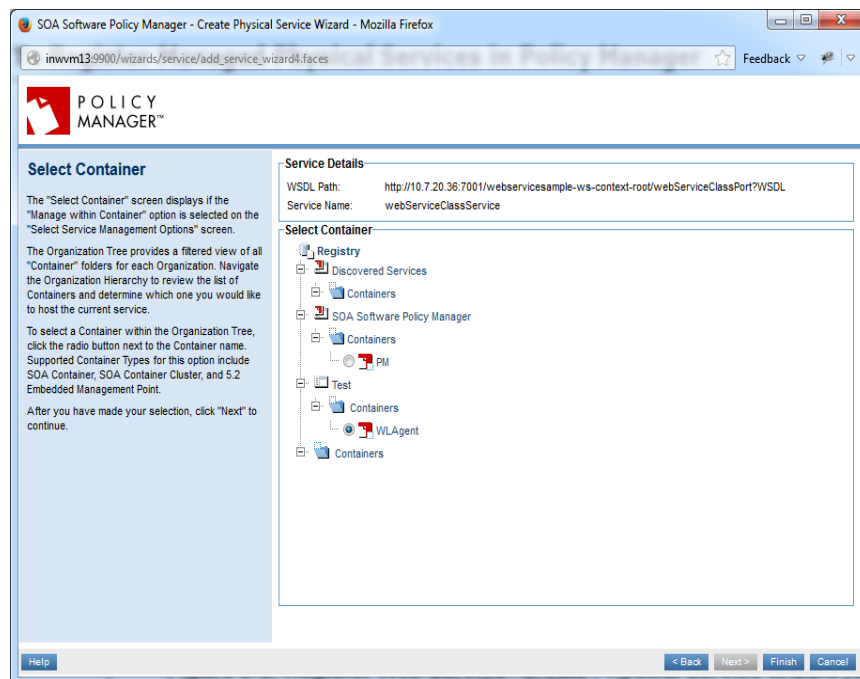 SOA Software Policy Manager - Create Physical Service Wizard - Mozilla Firefox
inwvm13:9900/wizards/service/add_service_wizard4.faces
Feedback
POLICY
MANAGER™
Select Container
The "Select Container" screen displays if the
"Manage within Container" option is selected on the
"Select Service Management Options" screen.
The Organization Tree provides a filtered view of all
"Container" folders for each Organization. Navigate
the Organization Hierarchy to review the list of
Containers and determine which one you would like
to host the current service.
To select a Container within the Organization Tree,
click the radio button next to the Container name.
Supported Container Types for this option include
SOA Container, SOA Container Cluster, and 5.2
Embedded Management Point.
After you have made your selection, click "Next" to
continue.
Service Details
WSDL Path: http://10.7.20.36:7001/webservicesample-ws-context-root/webServiceClassPort?WSDL
Service Name: webServiceClassService
Select Container
Registry
Discovered Services
Containers
SOA Software Policy Manager
Containers
PM
Test
Containers
WLAgent
Containers
Help
< Back
Next >
Finish
Cancel